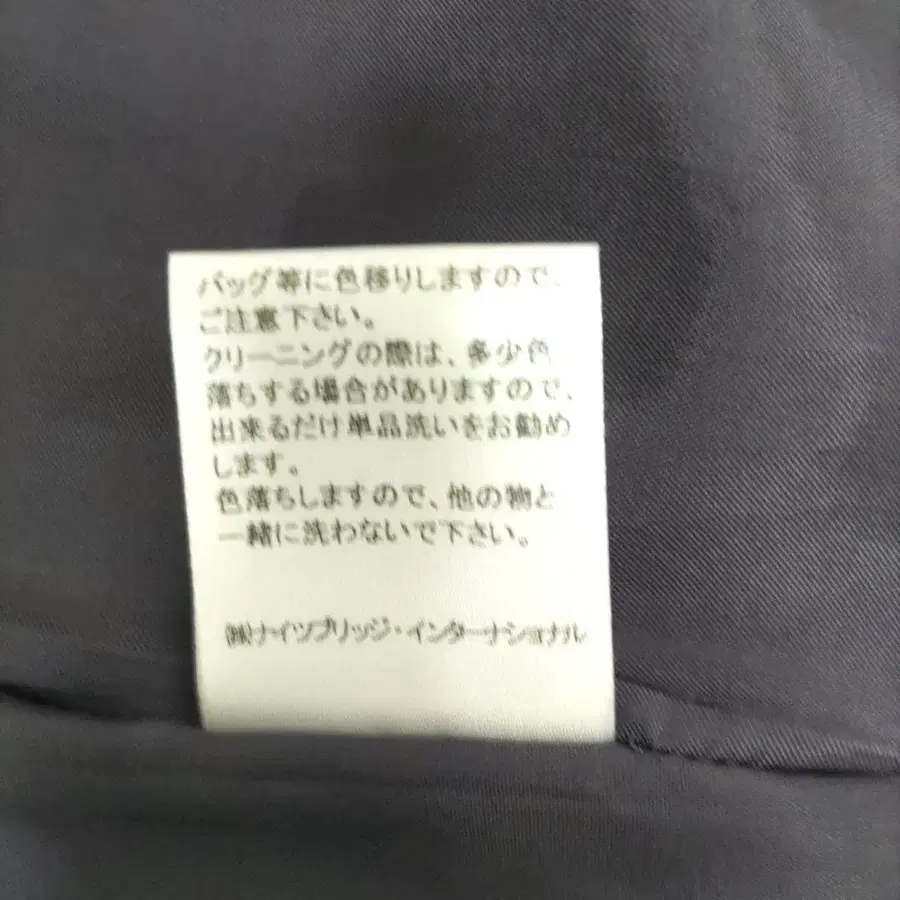 バッグ等に色移りしますので、
ご注意下さい。
クリーニングの際は、多少色
落ちする場合がありますので、
出来るだけ単品洗いをお勧め
します。
色落ちしますので、他の物と
一緒に洗わないで下さい。
㈱ナイツブリッジ・インターナショナル